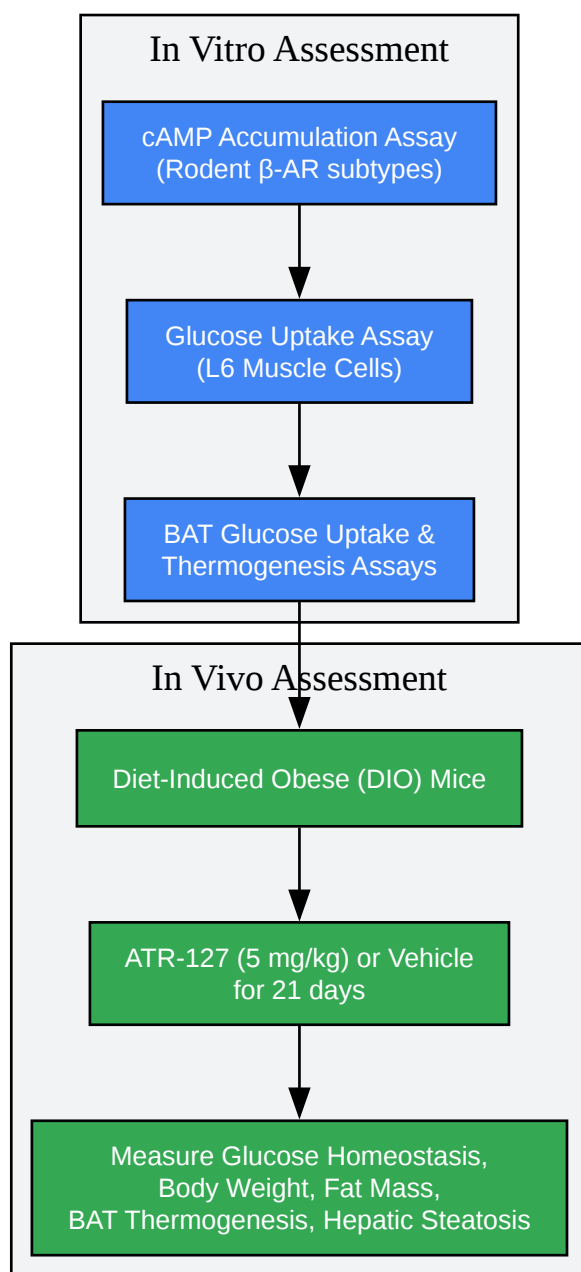 In Vitro Assessment
cAMP Accumulation Assay
(Rodent β-AR subtypes)
Glucose Uptake Assay
(L6 Muscle Cells)
BAT Glucose Uptake &
Thermogenesis Assays
In Vivo Assessment
Diet-Induced Obese (DIO) Mice
ATR-127 (5 mg/kg) or Vehicle
for 21 days
Measure Glucose Homeostasis,
Body Weight, Fat Mass,
BAT Thermogenesis, Hepatic Steatosis